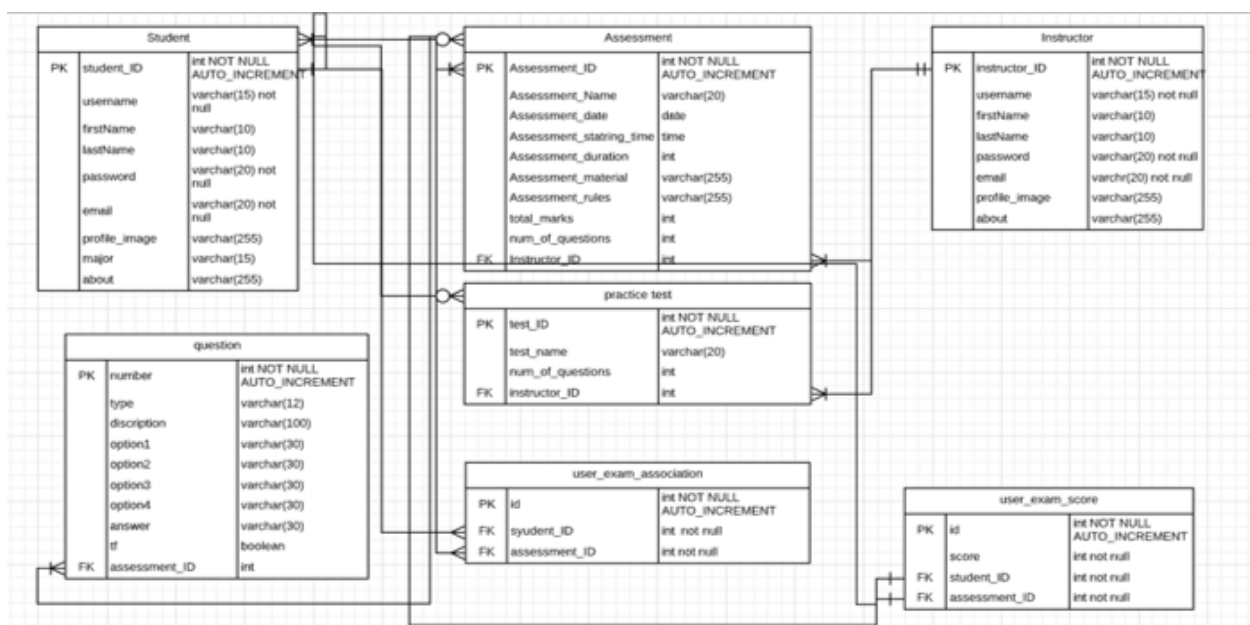 Student
PK student_ID int NOT NULL
AUTO_INCREMENT
username varchar(15) not
null
firstName varchar(10)
lastName varchar(10)
password varchar(20) not
null
email varchar(20) not
null
profile_image varchar(255)
major varchar(15)
about varchar(255)
Assessment
PK Assessment_ID int NOT NULL
AUTO_INCREMENT
Assessment_Name varchar(20)
Assessment_date date
Assessment_statring_time time
Assessment_duration int
Assessment_material varchar(255)
Assessment_rules varchar(255)
total_marks int
num_of_questions int
FK Instructor_ID int
Instructor
PK instructor_ID int NOT NULL
AUTO_INCREMENT
username varchar(15) not null
firstName varchar(10)
lastName varchar(10)
password varchar(20) not null
email varchr(20) not null
profile_image varchar(255)
about varchar(255)
practice test
PK test_ID int NOT NULL
AUTO_INCREMENT
test_name varchar(20)
num_of_questions int
FK instructor_ID int
question
PK number int NOT NULL
AUTO_INCREMENT
type varchar(12)
discription varchar(100)
option1 varchar(30)
option2 varchar(30)
option3 varchar(30)
option4 varchar(30)
answer varchar(30)
tf boolean
FK assessment_ID int
user_exam_association
PK id int NOT NULL
AUTO_INCREMENT
FK syudent_ID int not null
FK assessment_ID int not null
user_exam_score
PK id int NOT NULL
AUTO_INCREMENT
score int not null
FK student_ID int not null
FK assessment_ID int not null